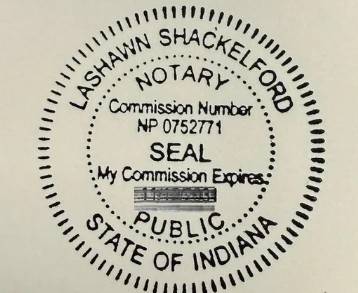 LASHAWN SHACKELFORD
NOTARY
Commission Number
NP 0752771
SEAL
My Commission Expires
PUBLIC
STATE OF INDIANA